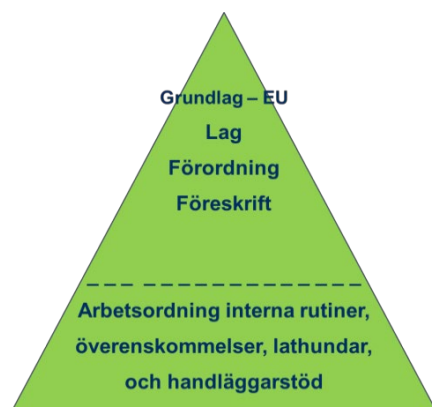 Grundlag – EU
Lag
Förordning
Föreskrift
Arbetsordning interna rutiner,
överenskommelser, lathundar,
och handläggarstöd